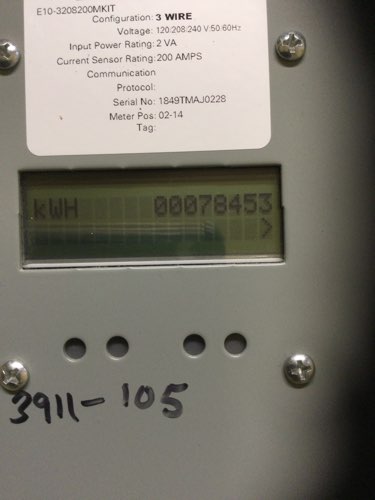 E10-3208200MKIT
Configuration: 3 WIRE
Voltage: 120:208:240 V:50:60Hz
Input Power Rating: 2 VA
Current Sensor Rating: 200 AMPS
Communication
Protocol:
Serial No: 1849TMAJ0228
Meter Pos: 02-14
Tag:
kWH 00078453
>
3911-105